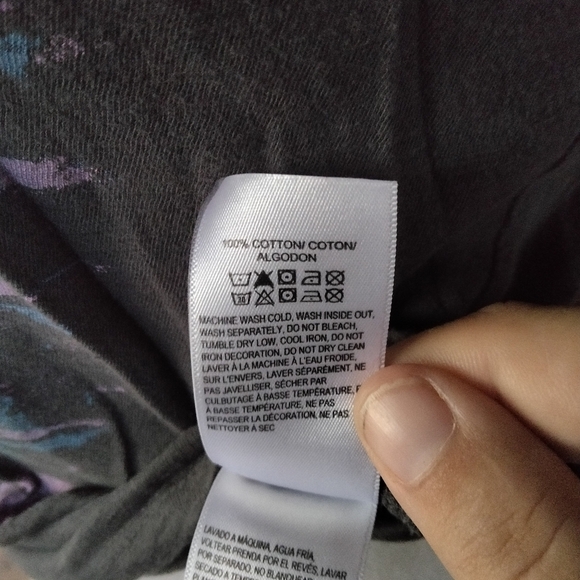 100% COTTON/ COTON/
ALGODON
30
MACHINE WASH COLD, WASH INSIDE OUT,
WASH SEPARATELY, DO NOT BLEACH,
TUMBLE DRY LOW, COOL IRON, DO NOT
IRON DECORATION, DO NOT DRY CLEAN
LAVER À LA MACHINE À L'EAU FROIDE,
SUR L'ENVERS, LAVER SÉPARÉMENT, NE
PAS JAVELLISER, SÉCHER PAR
CULBUTAGE À BASSE TEMPÉRATURE, FER
À BASSE TEMPÉRATURE, NE PAS
REPASSER LA DÉCORATION, NE PAS
NETTOYER À SEC
LAVADO A MÁQUINA, AGUA FRÍA,
VOLTEAR PRENDA POR EL REVÉS, LAVAR
POR SEPARADO, NO BLANQUEAR
SECADO A